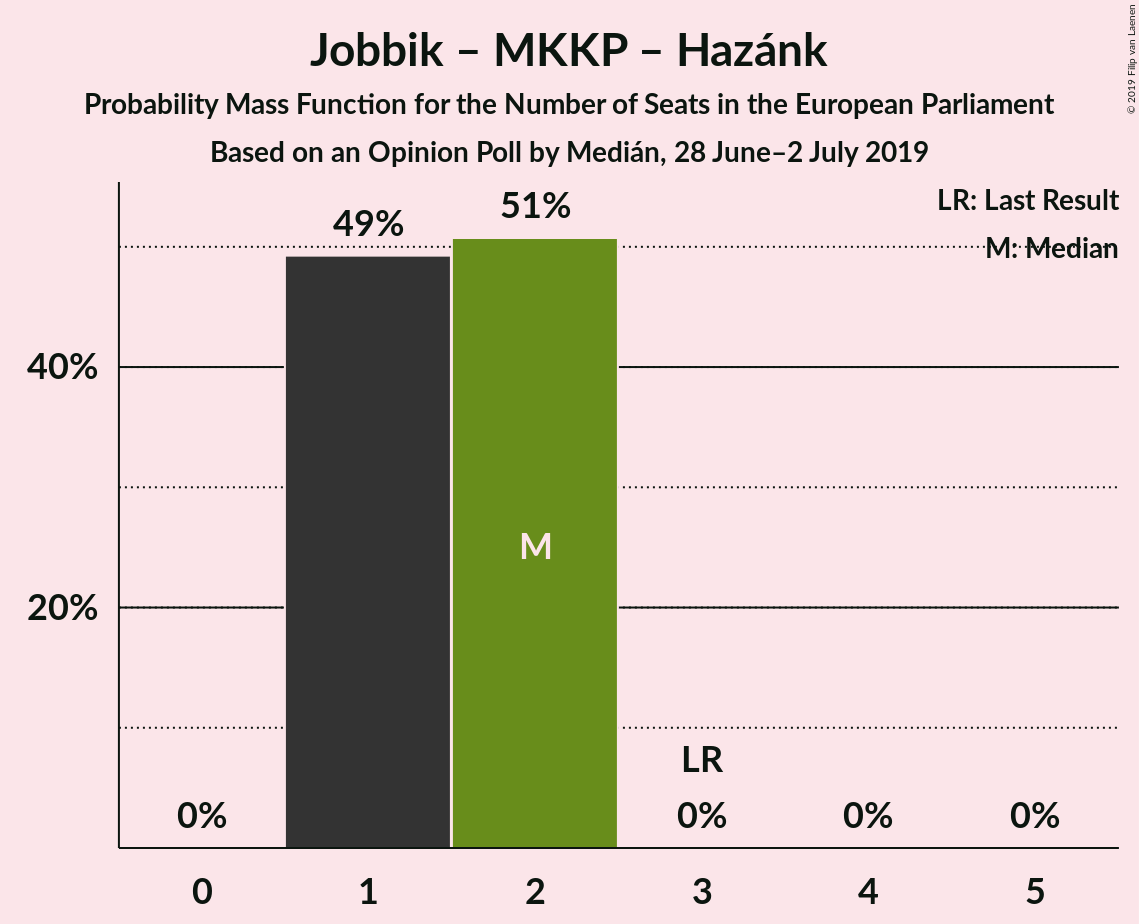 Jobbik – MKKP – Hazánk
Probability Mass Function for the Number of Seats in the European Parliament
Based on an Opinion Poll by Medián, 28 June–2 July 2019
© 2019 Filip van Laenen
LR: Last Result
M: Median
49%
51%
40%
20%
M
LR
0%
0%
0%
0%
0
1
2
3
4
5